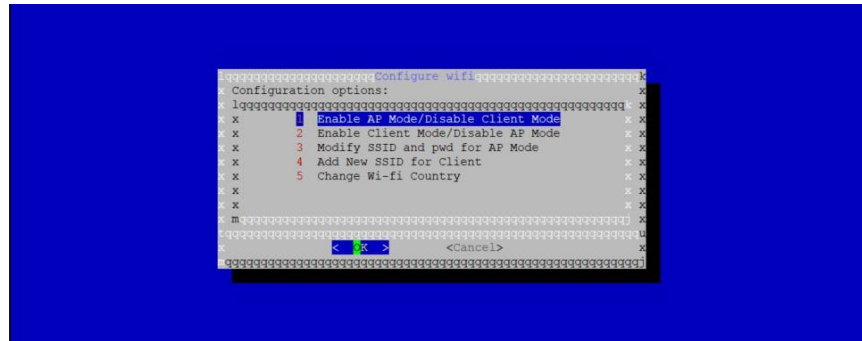 Configure wifi
Configuration options:
1 Enable AP Mode/Disable Client Mode
2 Enable Client Mode/Disable AP Mode
3 Modify SSID and pwd for AP Mode
4 Add New SSID for Client
5 Change Wi-fi Country
< OK > <Cancel>